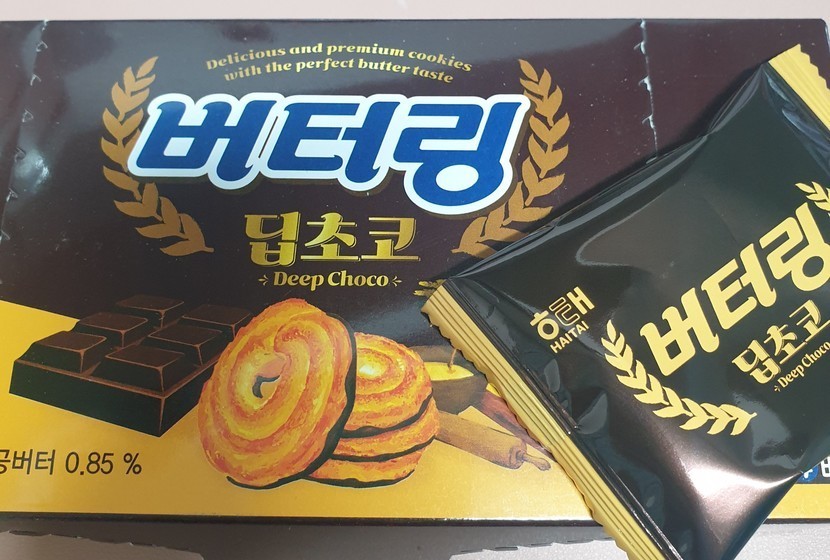 Delicious and premium cookies
with the perfect butter taste
버터링
딥초코
Deep Choco
공버터 0.85 %
해태
HAITAI
버터링
딥초코
Deep Choco